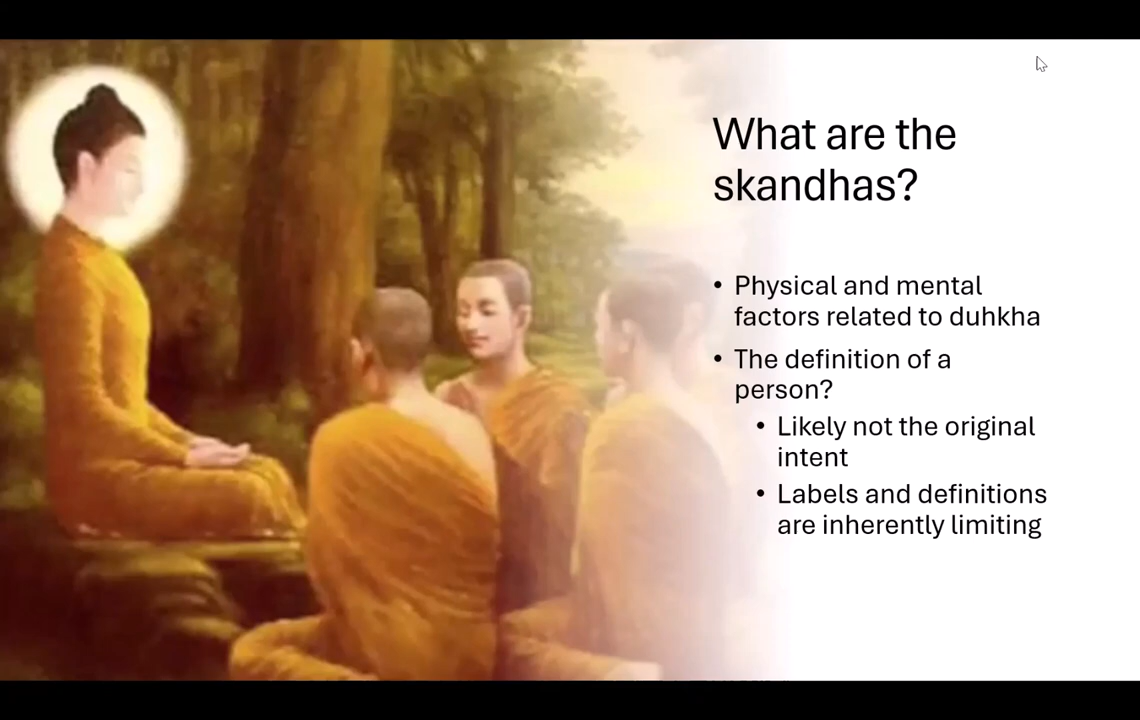 What are the
skandhas?
• Physical and mental
factors related to duhkha
• The definition of a
person?
• Likely not the original
intent
• Labels and definitions
are inherently limiting